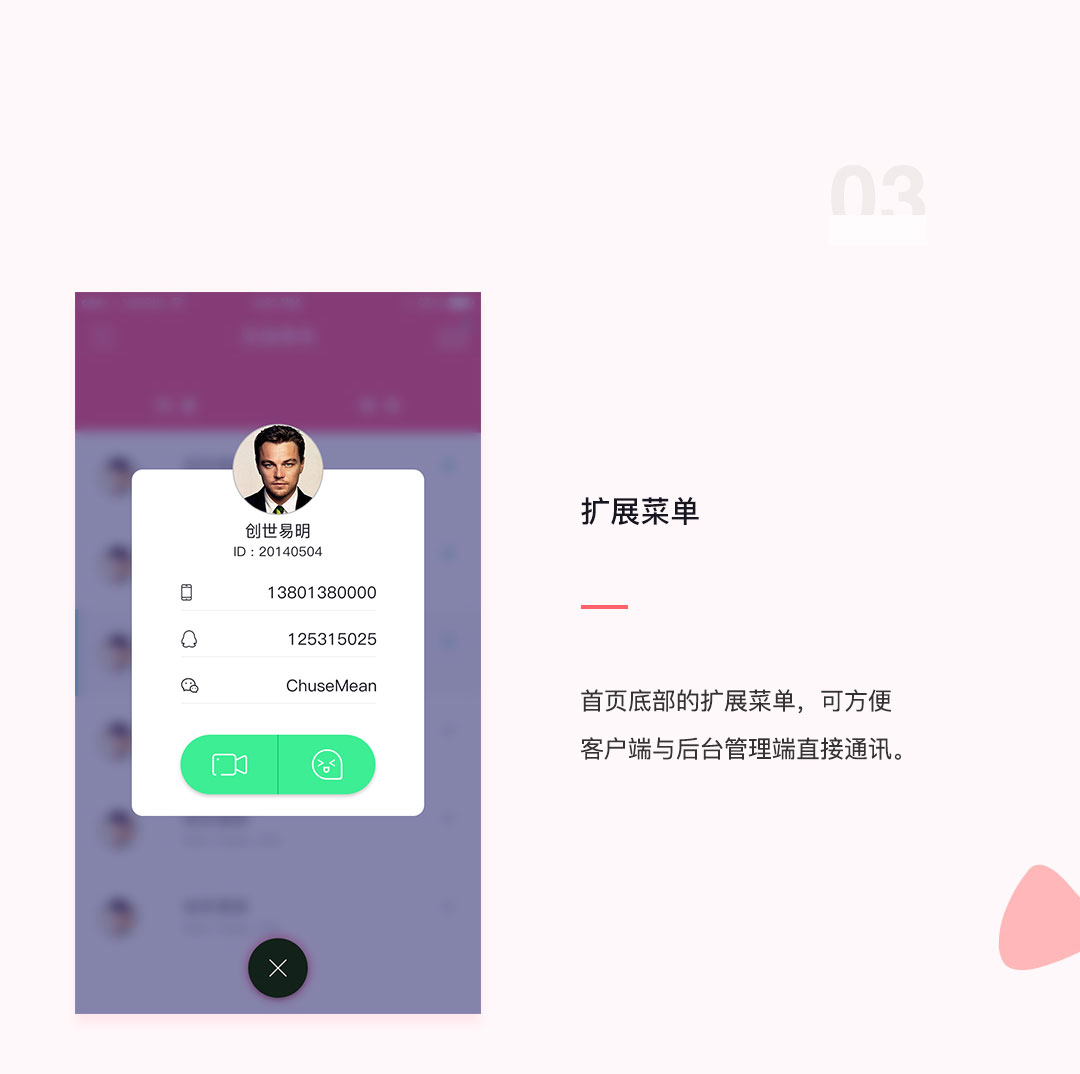 03
创世易明
ID：20140504
13801380000
125315025
ChuseMean
扩展菜单
首页底部的扩展菜单，可方便
客户端与后台管理端直接通讯。